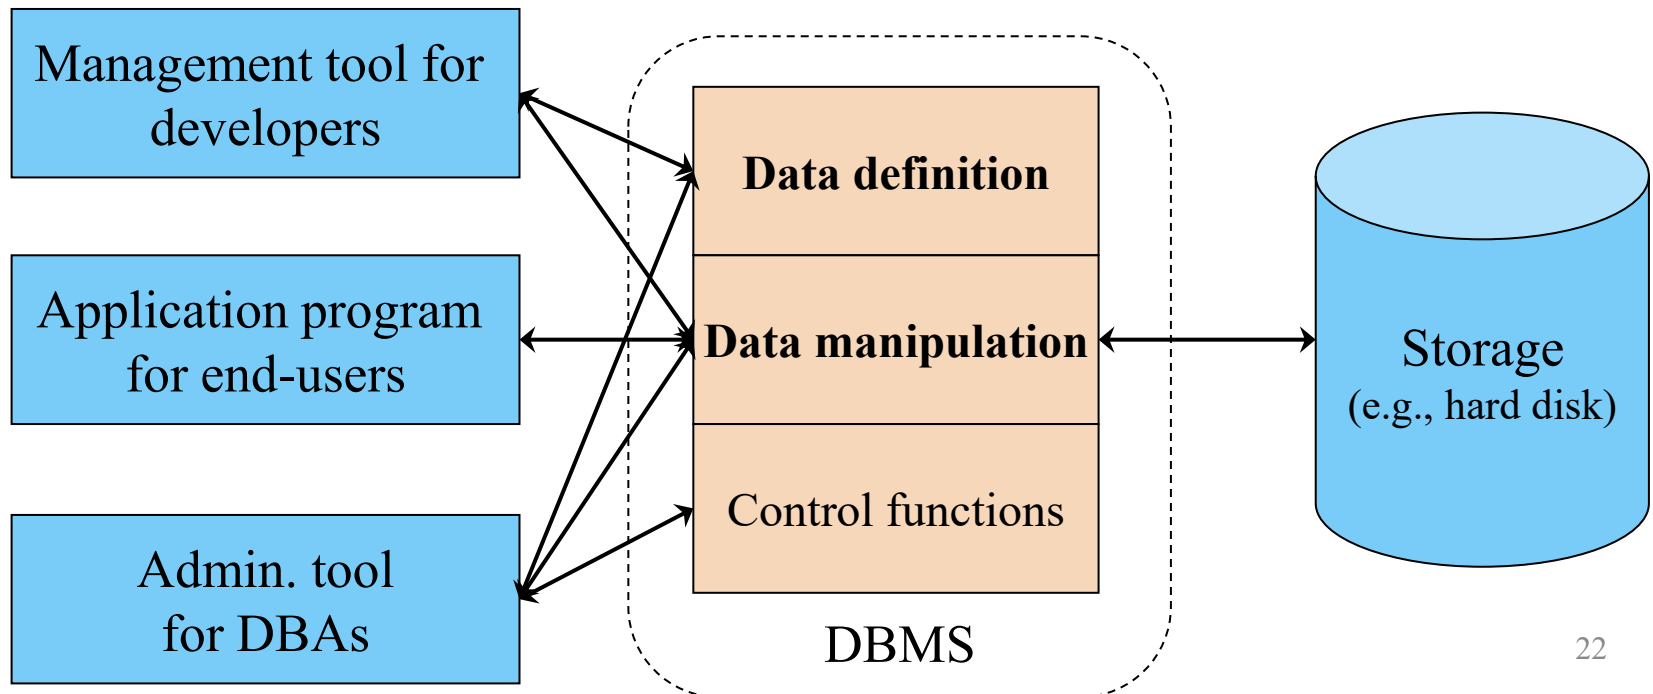 Management tool for
developers
Application program
for end-users
Admin. tool
for DBAs
Data definition
Data manipulation
Control functions
DBMS
Storage
(e.g., hard disk)
22